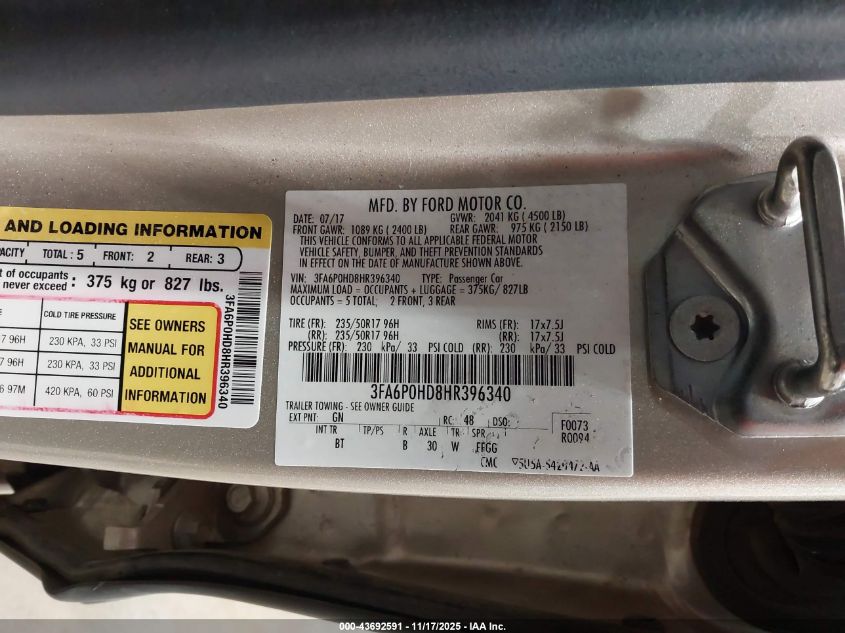 AND LOADING INFORMATION
TOTAL: 5 FRONT: 2 REAR: 3
of occupants
never exceed : 375 kg or 827 lbs.
COLD TIRE PRESSURE
96H 230 KPA, 33 PSI
96H 230 KPA, 33 PSI
97M 420 KPA, 60 PSI
SEE OWNERS
MANUAL FOR
ADDITIONAL
INFORMATION
3FA6P0HD8HR396340
MFD. BY FORD MOTOR CO.
DATE: 07/17 GVWR: 2041 KG ( 4500 LB)
FRONT GAWR: 1089 KG ( 2400 LB) REAR GAWR: 975 KG ( 2150 LB)
THIS VEHICLE CONFORMS TO ALL APPLICABLE FEDERAL MOTOR
VEHICLE SAFETY, BUMPER, AND THEFT PREVENTION STANDARDS
IN EFFECT ON THE DATE OF MANUFACTURE SHOWN ABOVE.
VIN: 3FA6P0HD8HR396340 TYPE: Passenger Car
MAXIMUM LOAD = OCCUPANTS + LUGGAGE = 375KG/ 827LB
OCCUPANTS = 5 TOTAL, 2 FRONT, 3 REAR
TIRE (FR): 235/50R17 96H RIMS (FR): 17x7.5J
(RR): 235/50R17 96H (RR): 17x7.5J
PRESSURE (FR): 230 kPa/ 33 PSI COLD (RR): 230 kPa/ 33 PSI COLD
3FA6P0HD8HR396340
TRAILER TOWING - SEE OWNER GUIDE
EXT PNT: GN RC: 48 DSO: F0073
INT TR TP/PS R AXLE TR SPR R0094
BT B 30 W FFGG
CMC
000-43692591 - 11/17/2025 - IAA Inc.